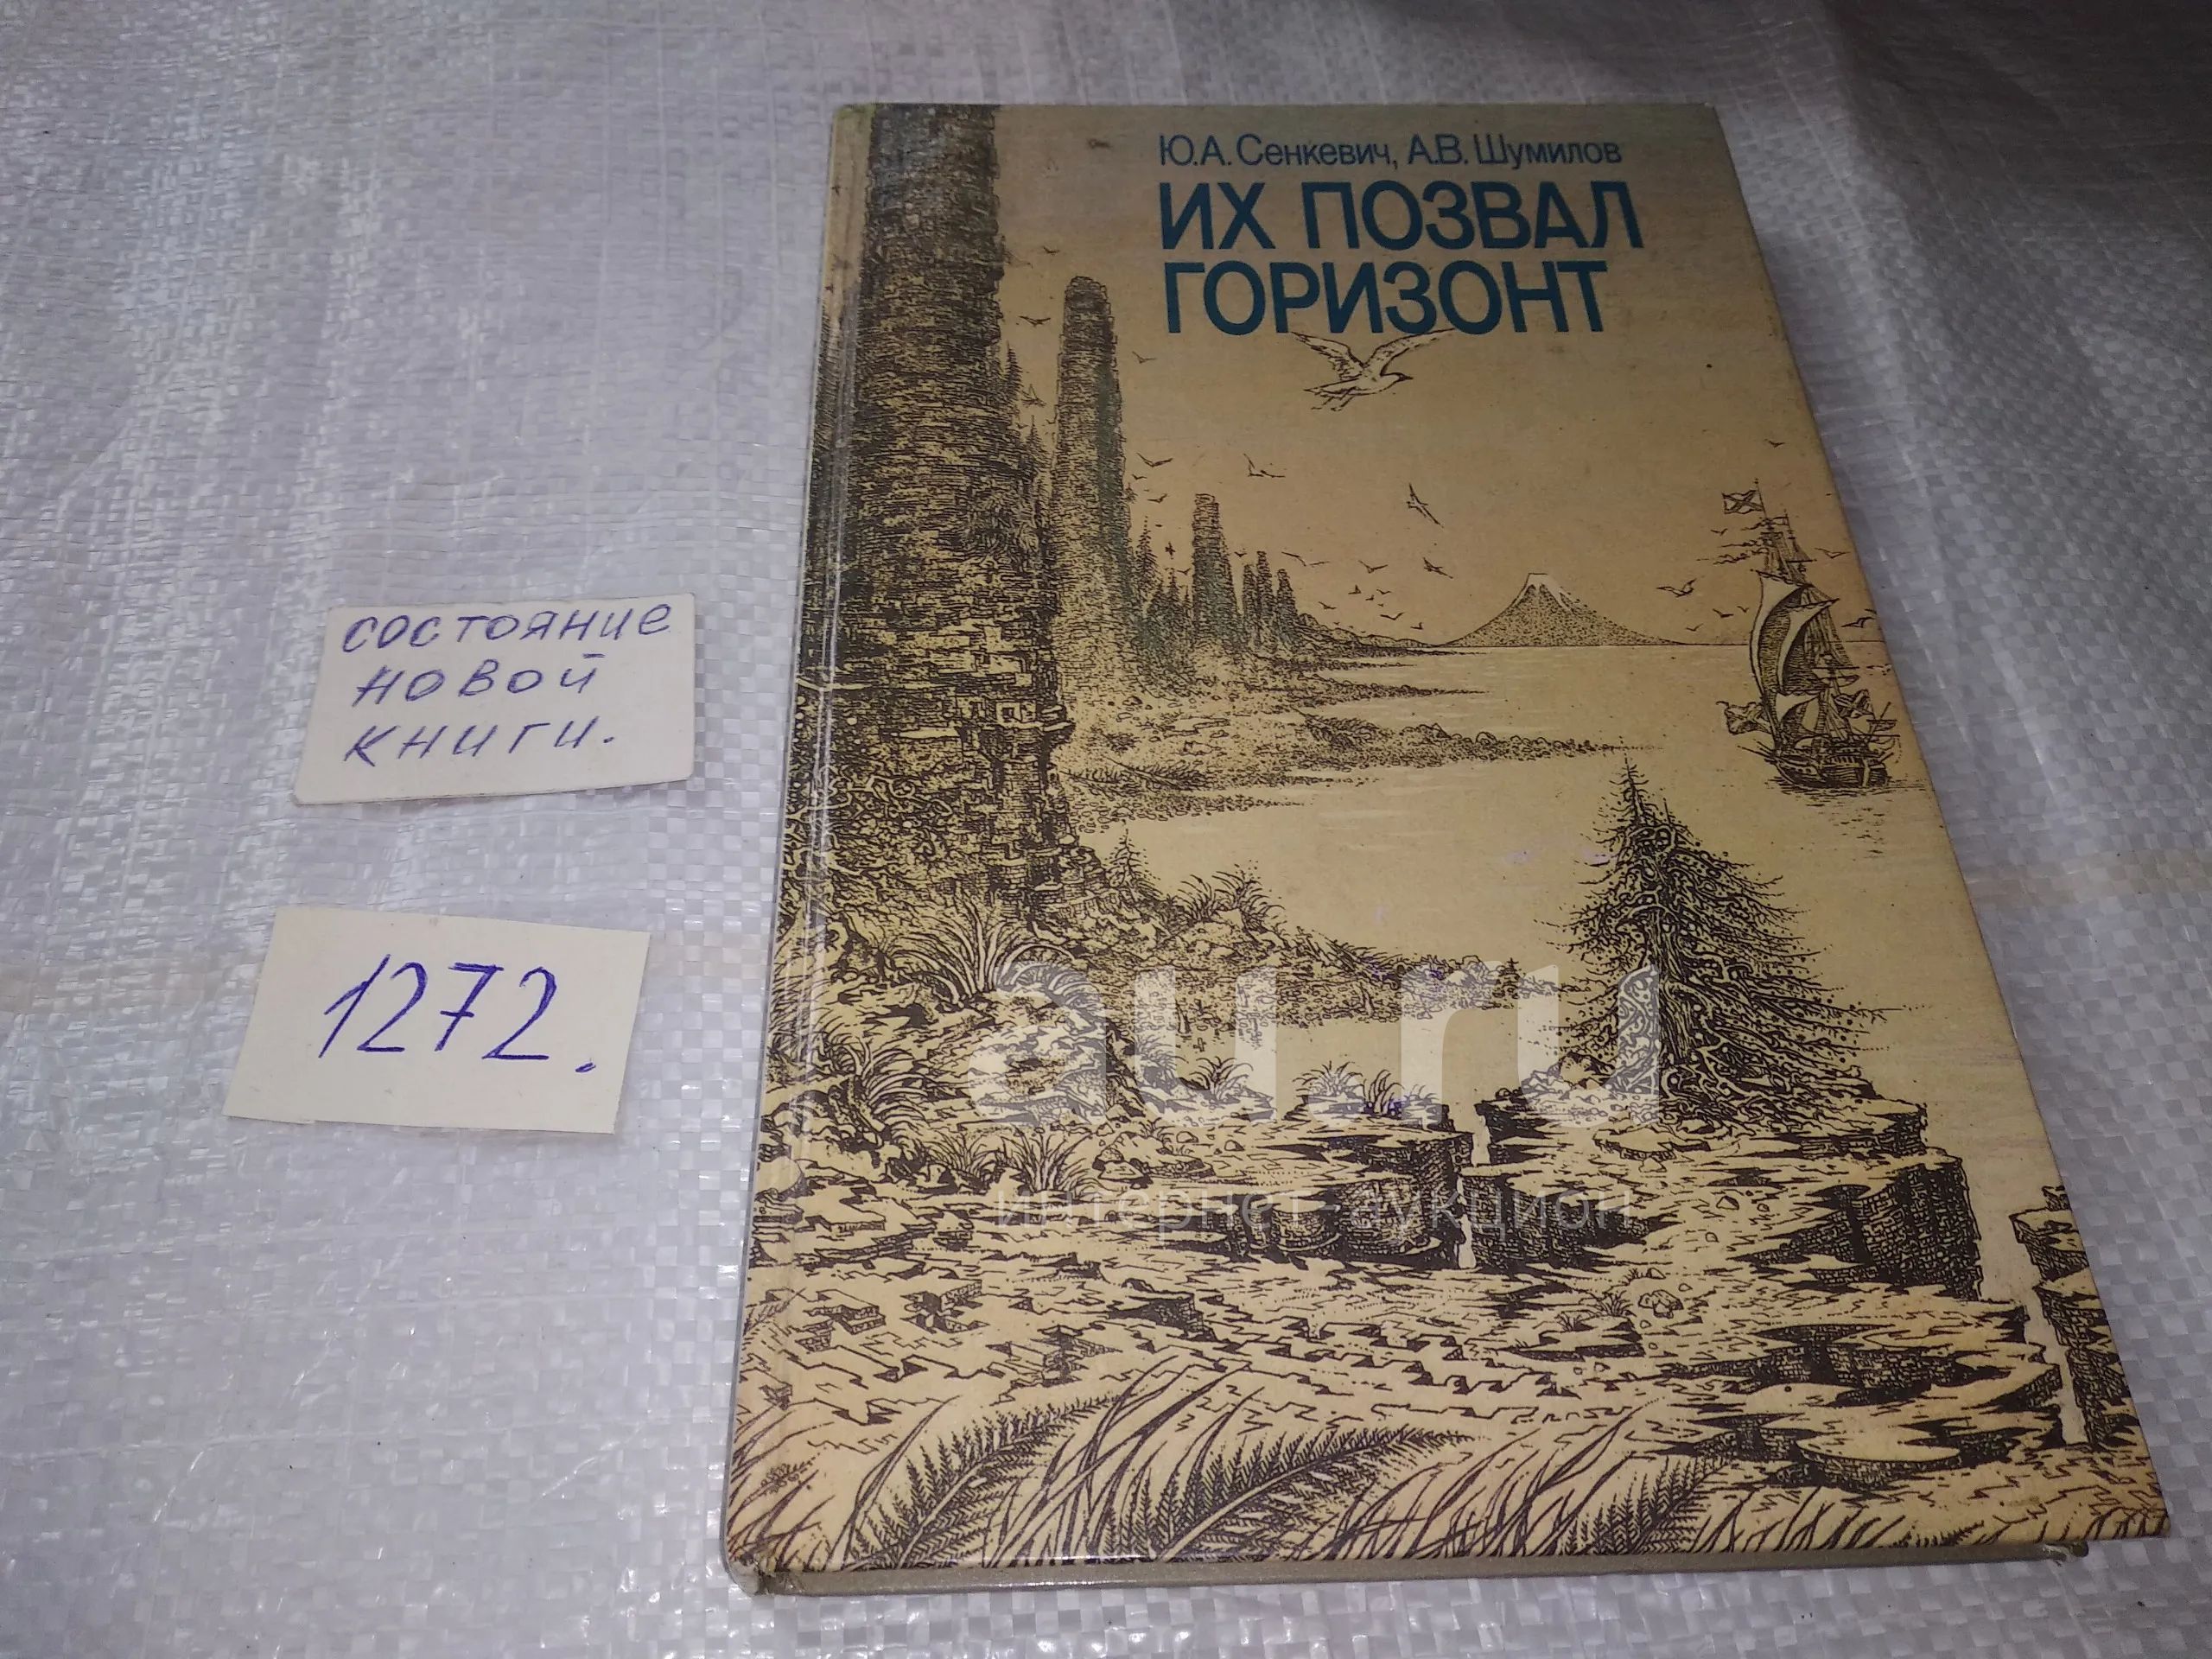 Ю.А. Сенкевич, А.В. Шумилов
ИХ ПОЗВАЛ
ГОРИЗОНТ
состояние
новой
книги.
1272.
au.ru
интернет-аукцион